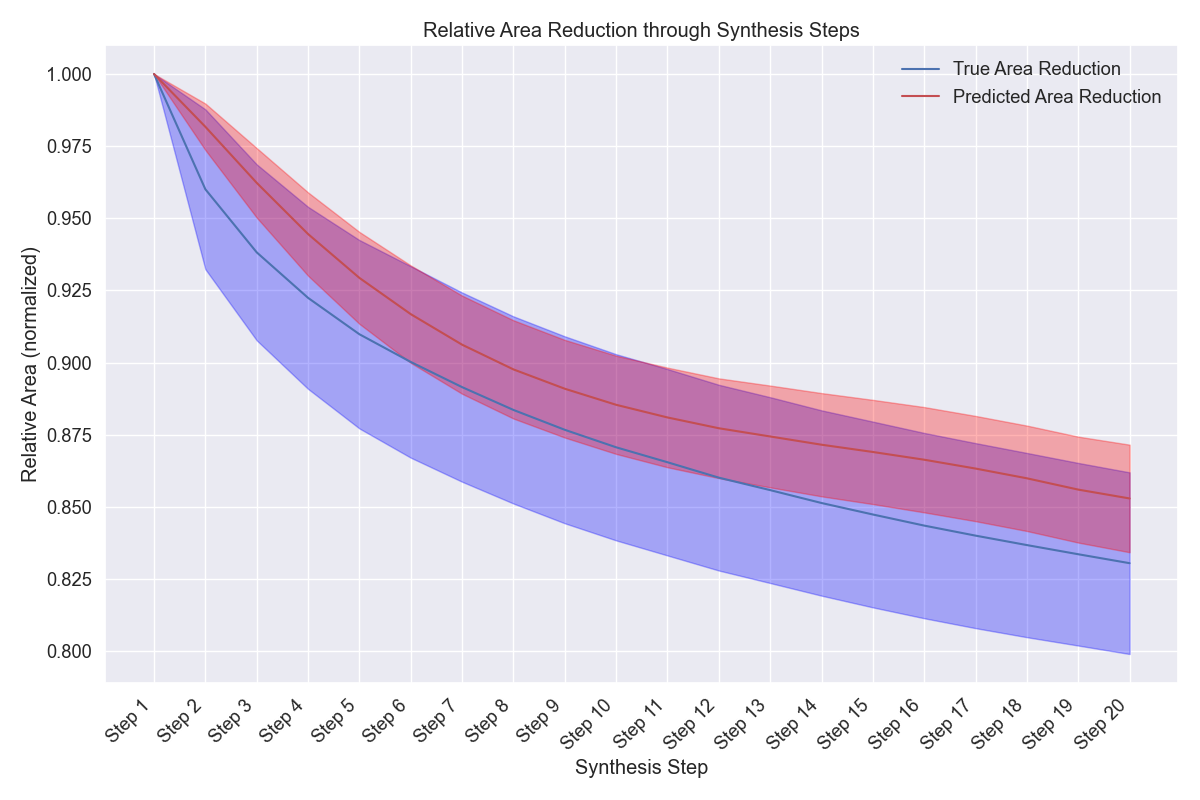 Relative Area Reduction through Synthesis Steps
True Area Reduction
Predicted Area Reduction
Relative Area (normalized)
1.000
0.975
0.950
0.925
0.900
0.875
0.850
0.825
0.800
Step 1
Step 2
Step 3
Step 4
Step 5
Step 6
Step 7
Step 8
Step 9
Step 10
Step 11
Step 12
Step 13
Step 14
Step 15
Step 16
Step 17
Step 18
Step 19
Step 20
Synthesis Step